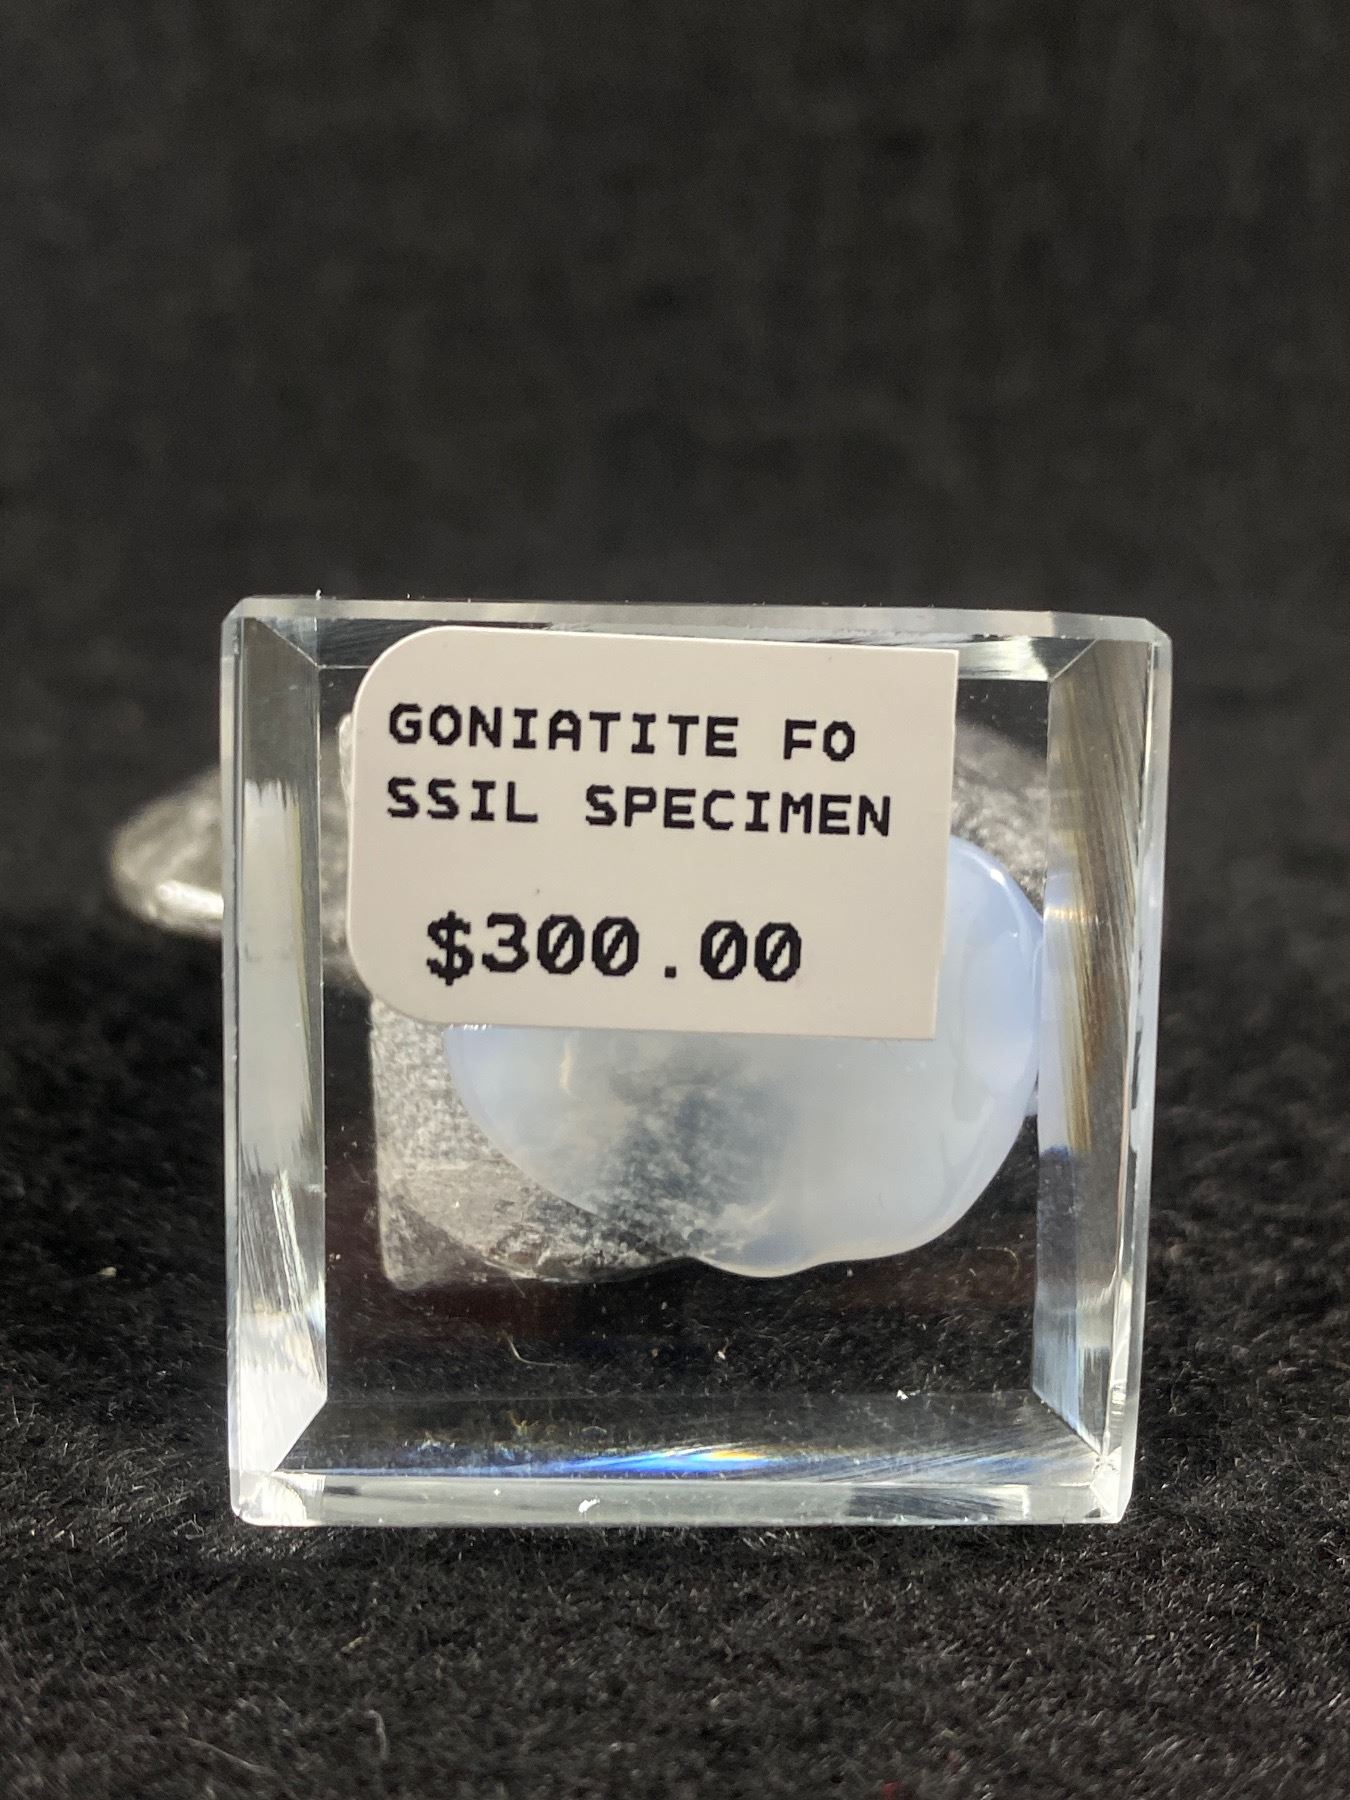 GONIATITE FO
SSIL SPECIMEN
$300.00